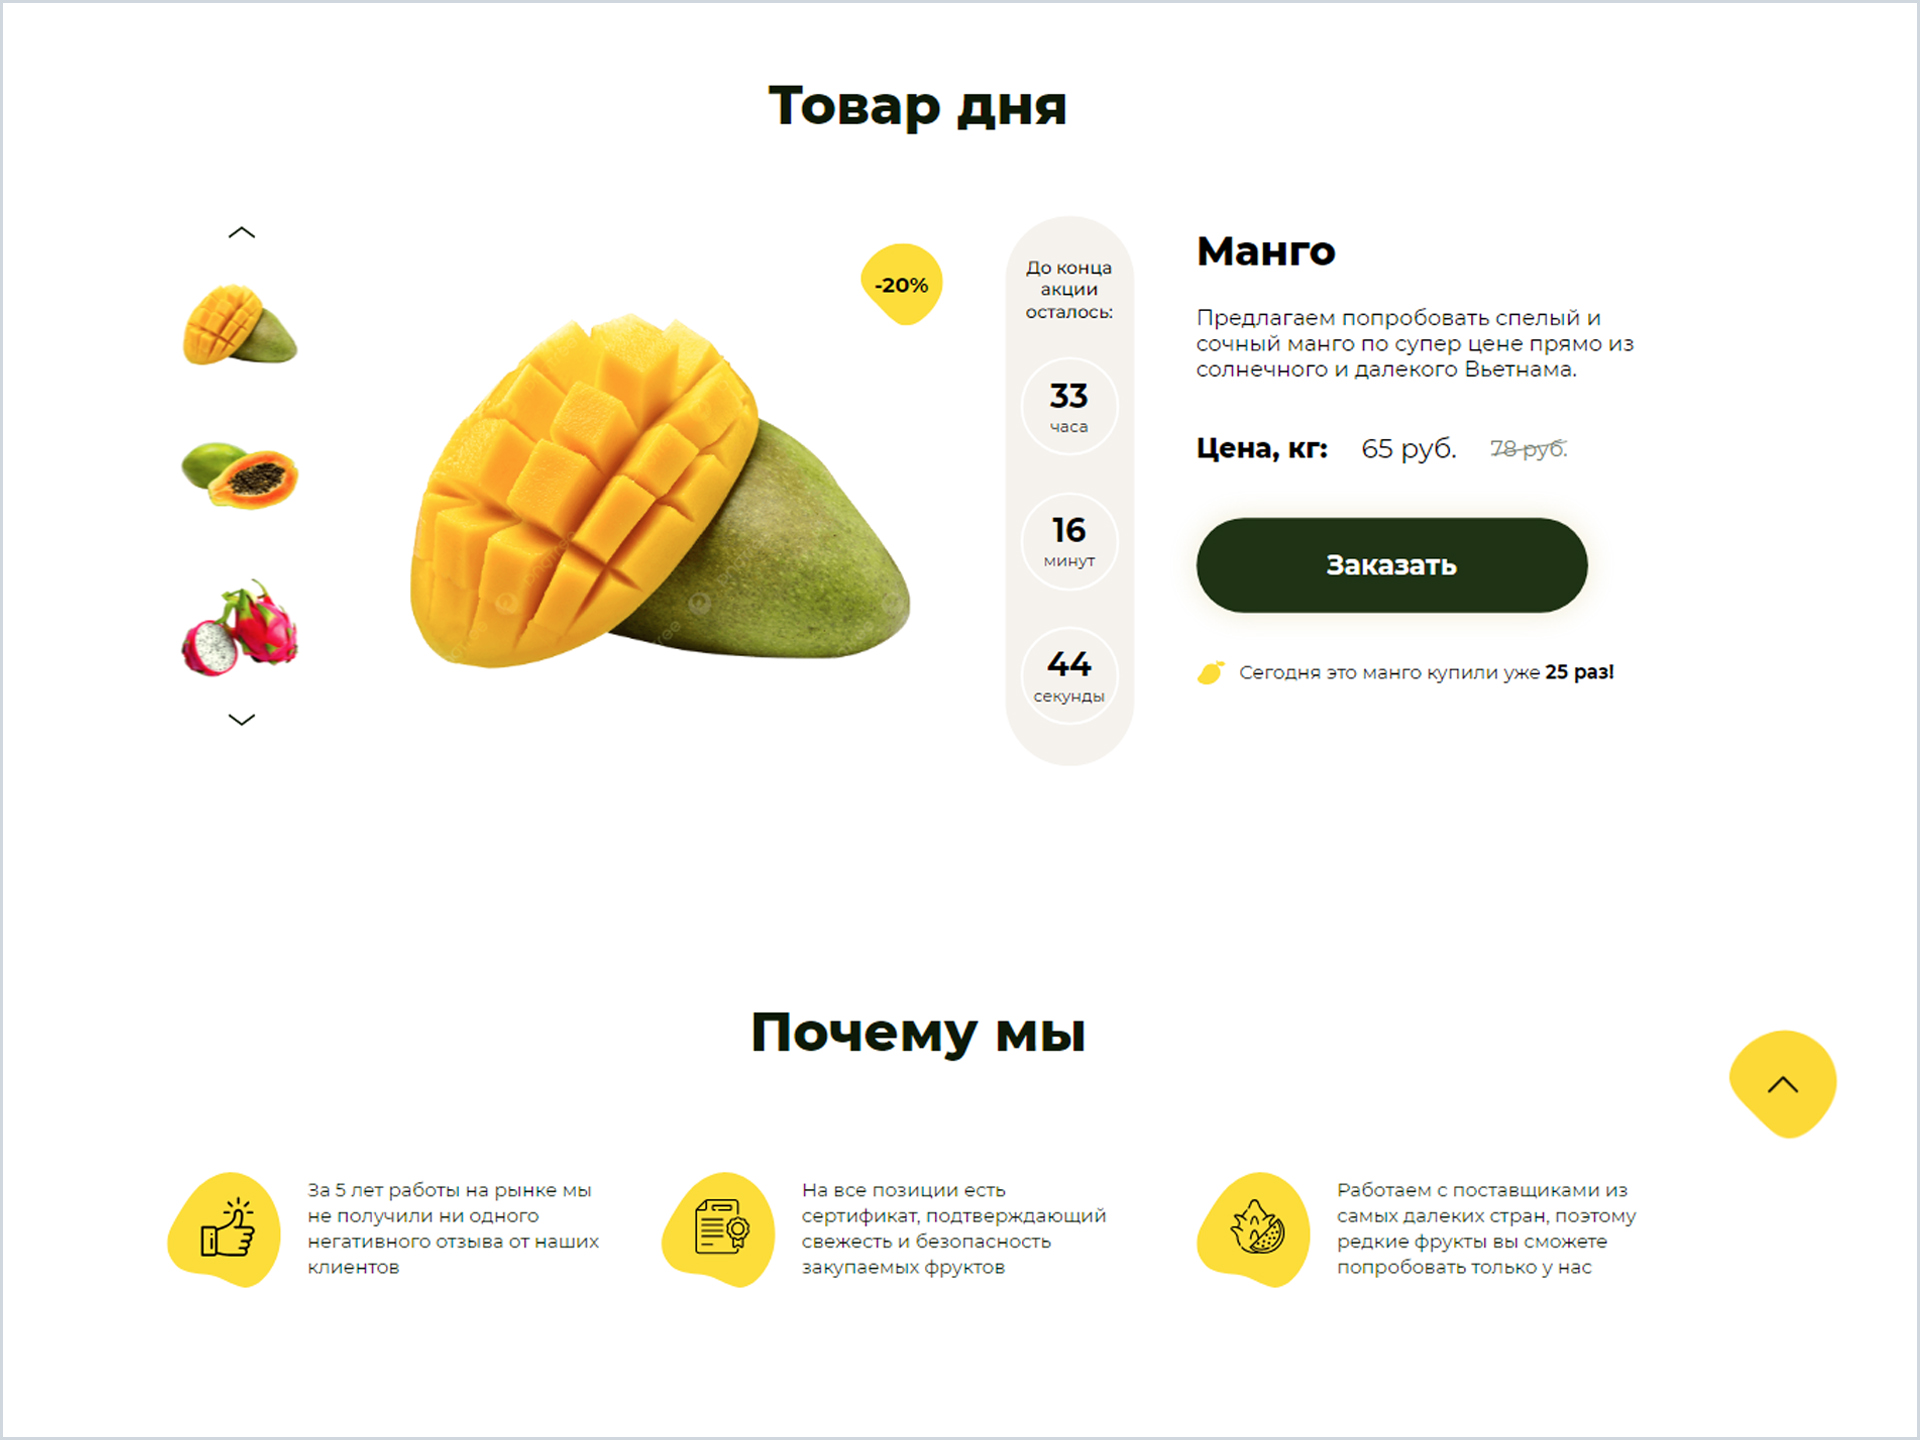 Товар дня
-20%
До конца
акции
осталось:
33
часа
16
минут
44
секунды
Манго
Предлагаем попробовать спелый и
сочный манго по супер цене прямо из
солнечного и далекого Вьетнама.
Цена, кг: 65 руб. 78 руб.
Заказать
Сегодня это манго купили уже 25 раз!
Почему мы
За 5 лет работы на рынке мы
не получили ни одного
негативного отзыва от наших
клиентов
На все позиции есть
сертификат, подтверждающий
свежесть и безопасность
закупаемых фруктов
Работаем с поставщиками из
самых далеких стран, поэтому
редкие фрукты вы сможете
попробовать только у нас